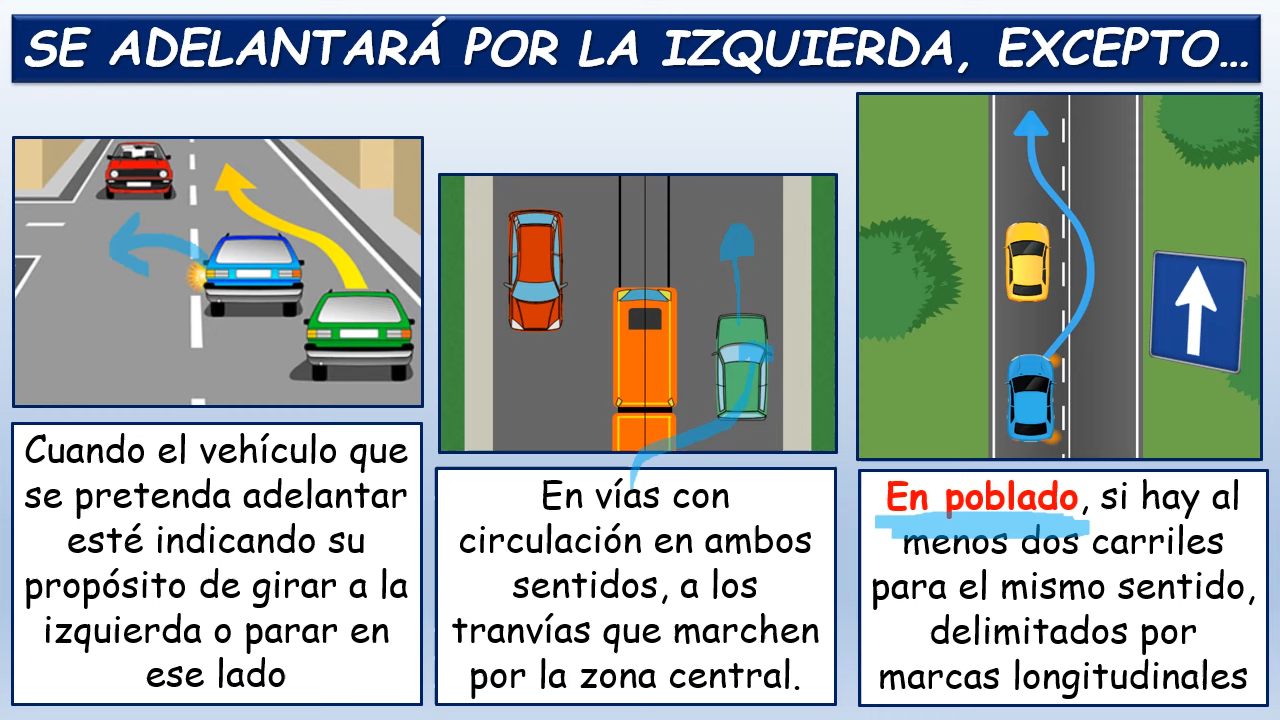 SE ADELANTARÁ POR LA IZQUIERDA, EXCEPTO...
Cuando el vehículo que
se pretenda adelantar
esté indicando su
propósito de girar a la
izquierda o parar en
ese lado
En vías con
circulación en ambos
sentidos, a los
tranvías que marchen
por la zona central.
En poblado, si hay al
menos dos carriles
para el mismo sentido,
delimitados por
marcas longitudinales